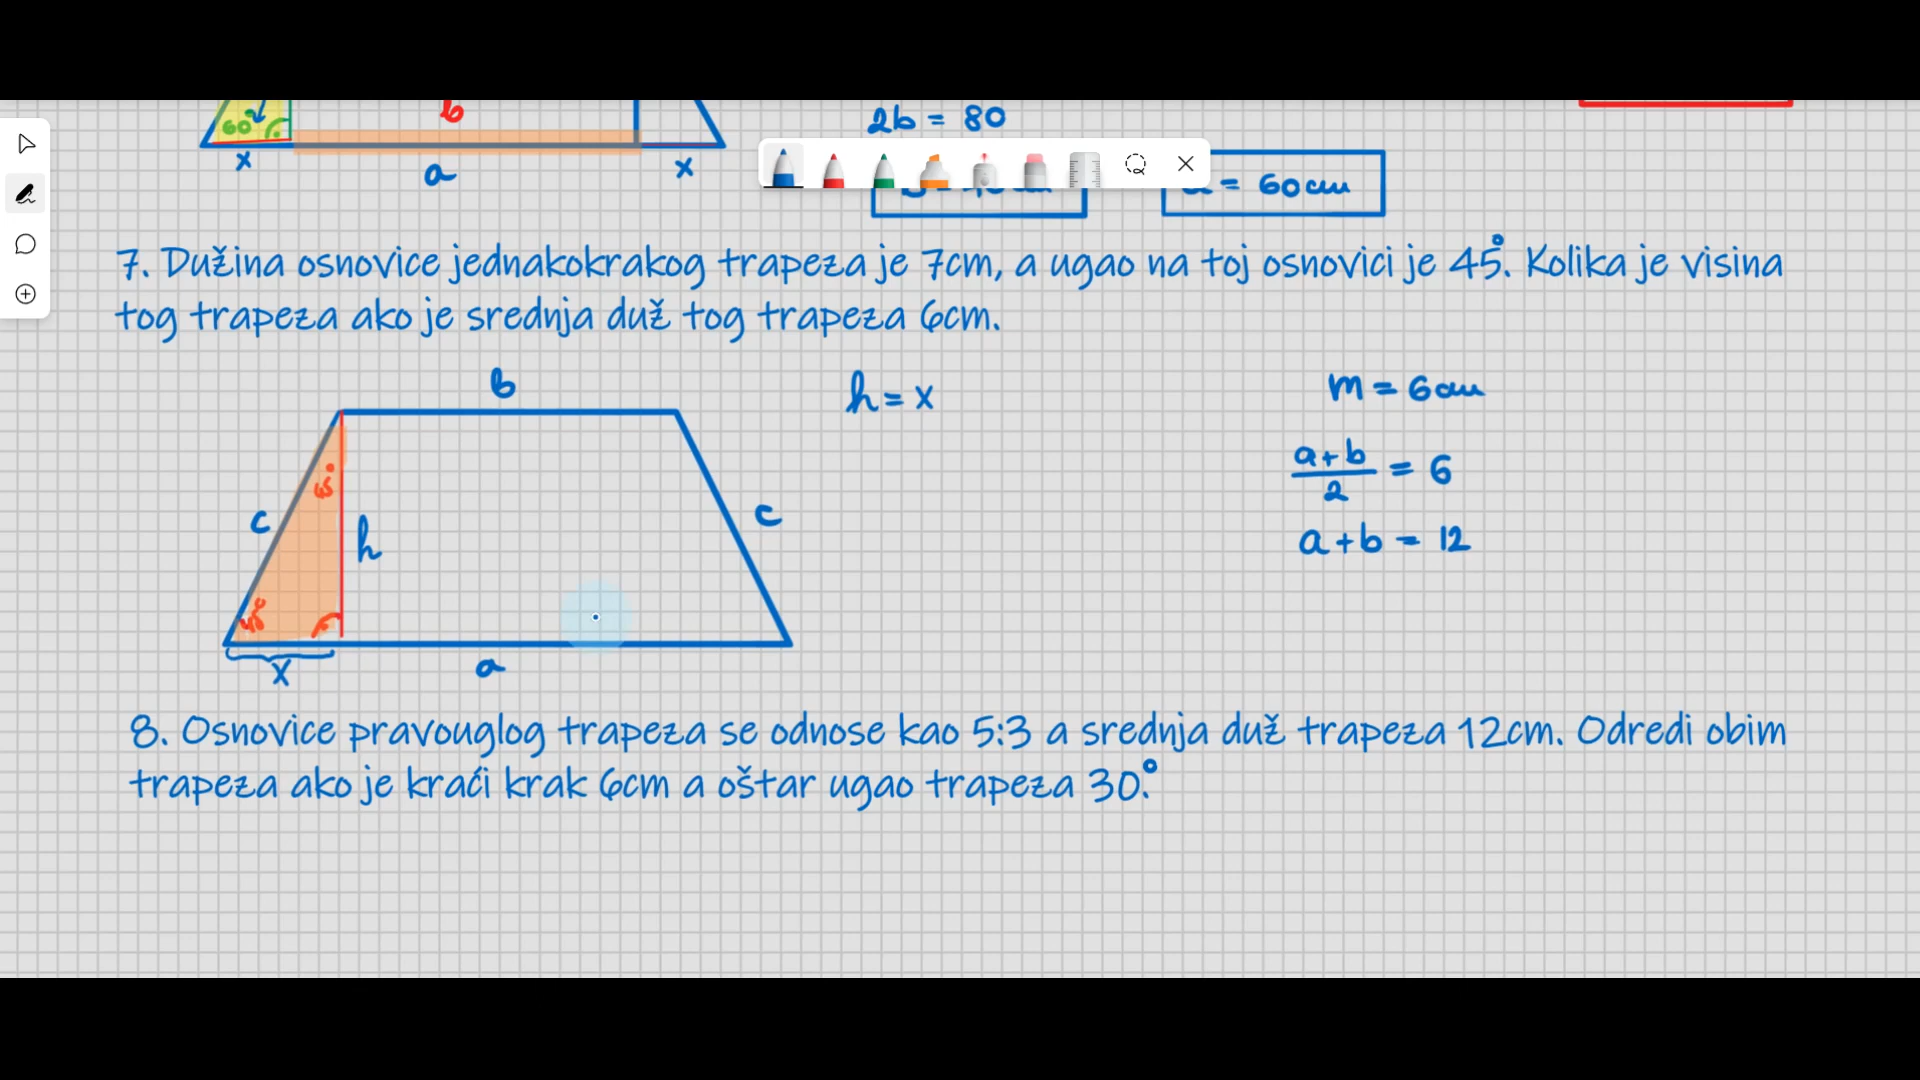 60
b
x
a
x
2b = 80
= 60cm
7. Dužina osnovice jednakokrakog trapeza je 7cm, a ugao na toj osnovici je 45°. Kolika je visina
tog trapeza ako je srednja duž tog trapeza 6cm.
b
h = x
m = 6cm
a+b
2
= 6
a+b = 12
45°
c
h
c
45°
x
a
8. Osnovice pravouglog trapeza se odnose kao 5:3 a srednja duž trapeza 12cm. Odredi obim
trapeza ako je kraći krak 6cm a oštar ugao trapeza 30°.